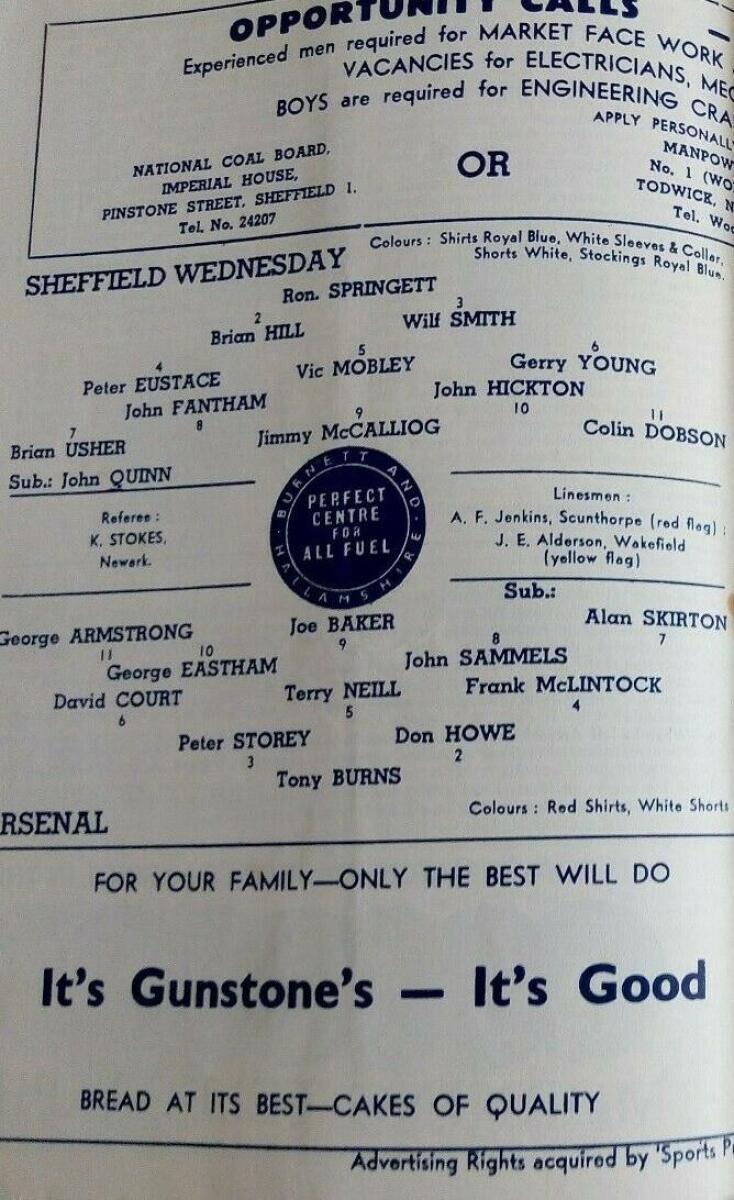 OPPORTUNITY CALLS
Experienced men required for MARKET FACE WORK
VACANCIES for ELECTRICIANS,
BOYS are required for ENGINEERING
APPLY PERSONALLY
NATIONAL COAL BOARD,
IMPERIAL HOUSE,
PINSTONE STREET, SHEFFIELD 1.
Tel. No. 24207
OR
No. 1
TODWICK,
Tel.
SHEFFIELD WEDNESDAY
Colours : Shirts Royal Blue, White Sleeves & Collar,
Shorts White, Stockings Royal Blue.
Ron. SPRINGETT
2 3
Brian HILL Wilf SMITH
4 5 6
Peter EUSTACE Vic MOBLEY Gerry YOUNG
John FANTHAM John HICKTON
8 10
7 9 11
Brian USHER Jimmy McCALLIOG Colin DOBSON
Sub.: John QUINN
Referee :
K. STOKES,
Newark.
BURNETT AND
PERFECT
CENTRE
FOR
ALL FUEL
HALLAMSHIRE
Linesmen :
A. F. Jenkins, Scunthorpe (red flag) ;
J. E. Alderson, Wakefield
(yellow flag)
Sub.:
George ARMSTRONG Joe BAKER Alan SKIRTON
11 9 7
10 8
George EASTHAM John SAMMELS
David COURT Terry NEILL Frank McLINTOCK
6 5 4
Peter STOREY Don HOWE
3 2
Tony BURNS
RSENAL
Colours : Red Shirts, White Shorts
FOR YOUR FAMILY—ONLY THE BEST WILL DO
It's Gunstone's — It's Good
BREAD AT ITS BEST—CAKES OF QUALITY
Advertising Rights acquired by 'Sports